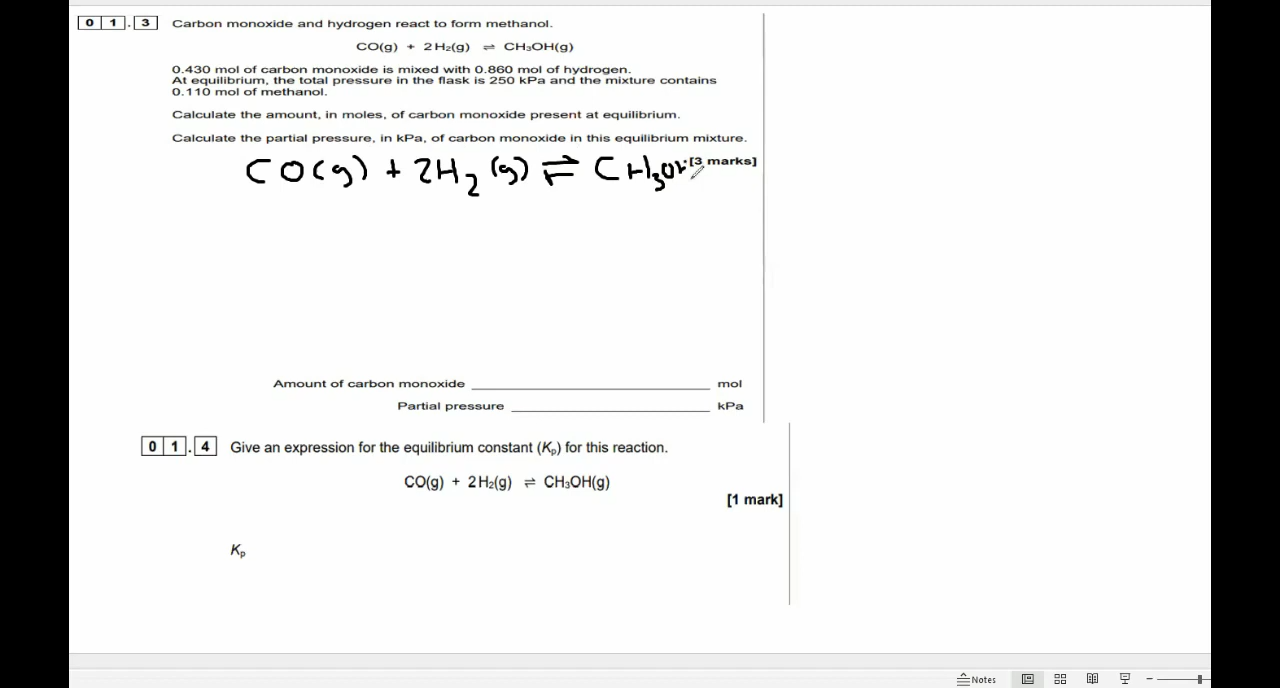 01.3 Carbon monoxide and hydrogen react to form methanol.
CO(g) + 2H₂(g) ⇌ CH₃OH(g)
0.430 mol of carbon monoxide is mixed with 0.860 mol of hydrogen.
At equilibrium, the total pressure in the flask is 250 kPa and the mixture contains
0.110 mol of methanol.
Calculate the amount, in moles, of carbon monoxide present at equilibrium.
Calculate the partial pressure, in kPa, of carbon monoxide in this equilibrium mixture.
[3 marks]
CO(g) + 2H₂(g) ⇌ CH₃OH
Amount of carbon monoxide ______ mol
Partial pressure ______ kPa
01.4 Give an expression for the equilibrium constant (Kₚ) for this reaction.
CO(g) + 2H₂(g) ⇌ CH₃OH(g)
[1 mark]
Kₚ
Notes